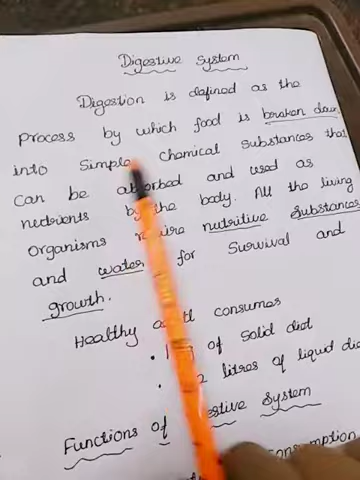 Digestive System
Digestion is defined as the
Process by which food is broken down
into Simple chemical Substances that
Can be absorbed and used as
nutrients by the body. All the living
Organisms require nutritive Substances
and water for Survival and
growth.
Healthy consumes
of Solid diet
litres of liquid
Functions of System
consumption